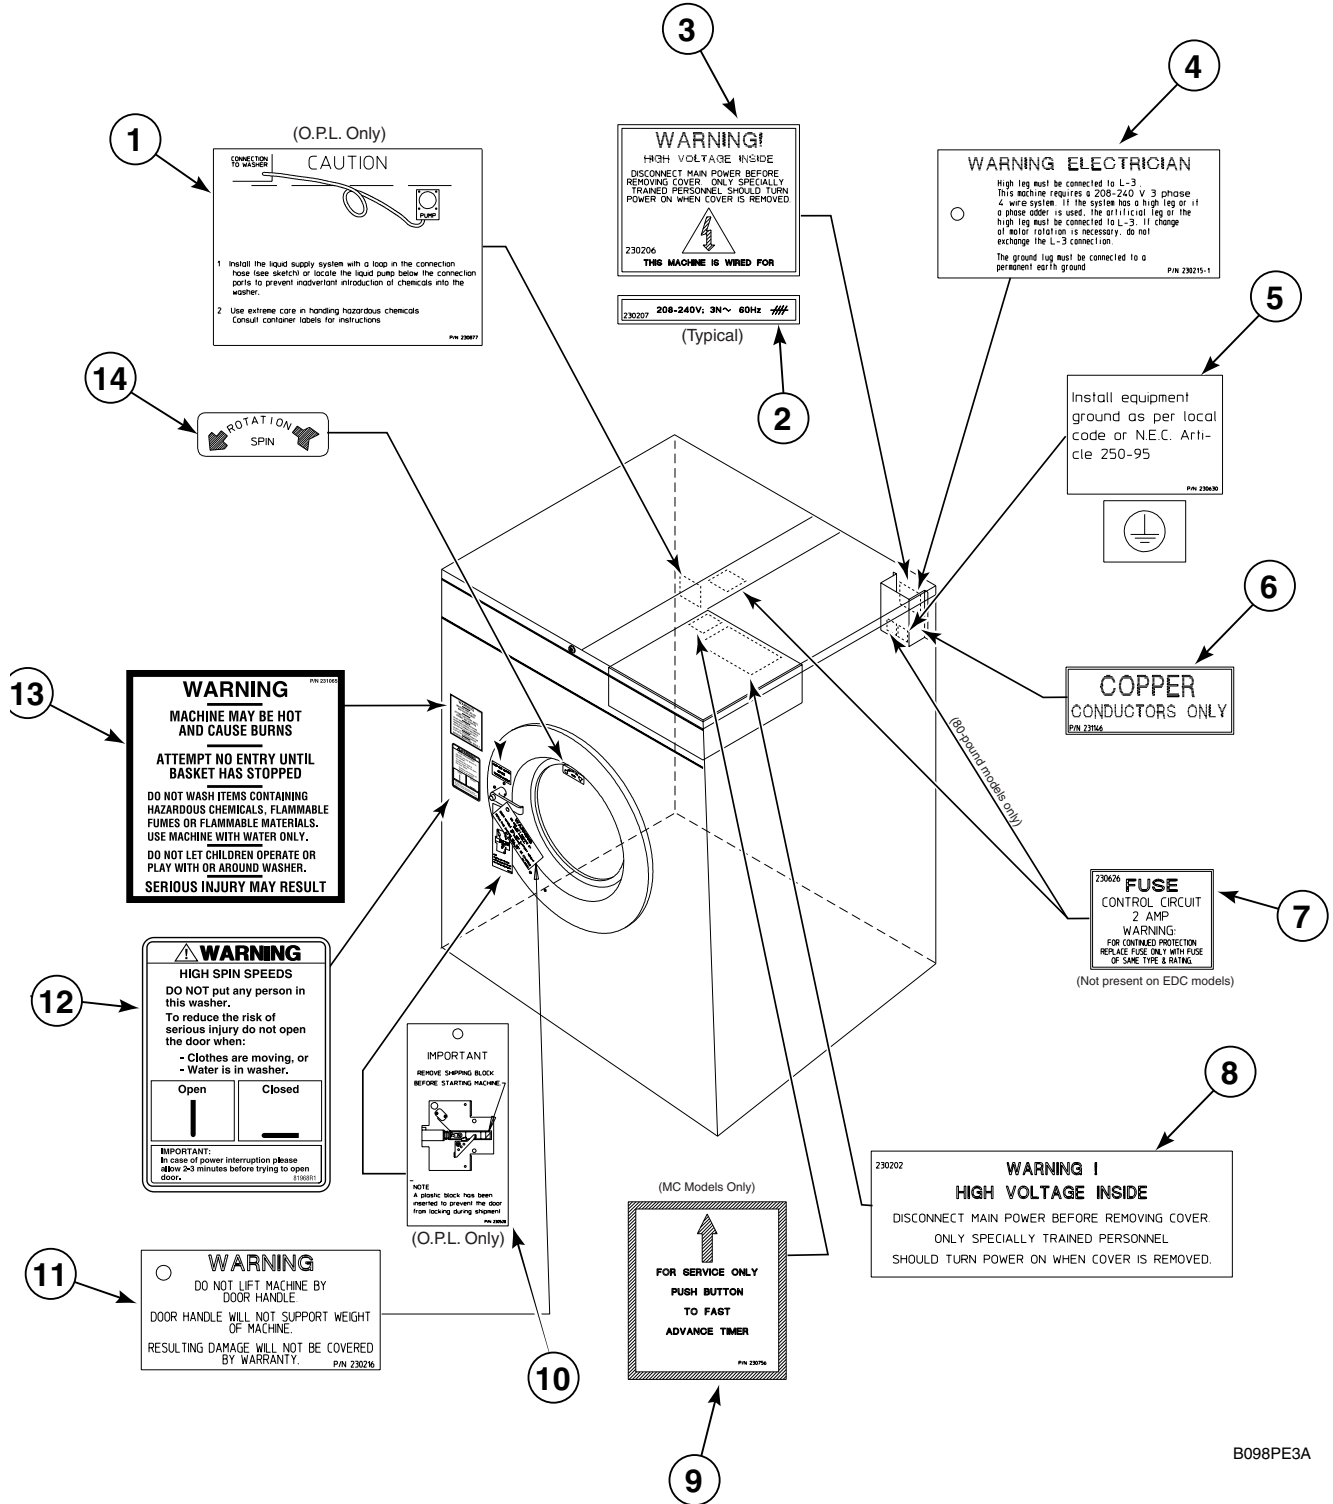 3
4
1
(O.P.L. Only)
CONNECTION
TO WASHER
CAUTION
PUMP
1 Install the liquid supply system with a loop in the connection
hose (see sketch) or locate the liquid pump below the connection
ports to prevent inadvertant introduction of chemicals into the
washer.
2 Use extreme care in handling hazardous chemicals
Consult container labels for instructions
P/N 230877
WARNING!
HIGH VOLTAGE INSIDE
DISCONNECT MAIN POWER BEFORE
REMOVING COVER. ONLY SPECIALLY
TRAINED PERSONNEL SHOULD TURN
POWER ON WHEN COVER IS REMOVED.
230206
THIS MACHINE IS WIRED FOR
230207 208-240V; 3N~ 60Hz
(Typical)
2
WARNING ELECTRICIAN
High leg must be connected to L-3.
This machine requires a 208-240 V 3 phase
4 wire system. If the system has a high leg or if
a phase adder is used, the artificial leg or the
high leg must be connected to L-3. If change
of motor rotation is necessary, do not
exchange the L-3 connection.
The ground lug must be connected to a
permanent earth ground
P/N 230215-1
5
Install equipment
ground as per local
code or N.E.C. Arti-
cle 250-95
P/N 230630
14
ROTATION
SPIN
6
COPPER
CONDUCTORS ONLY
P/N 231146
(80-pound models only)
13
P/N 231065
WARNING
MACHINE MAY BE HOT
AND CAUSE BURNS
ATTEMPT NO ENTRY UNTIL
BASKET HAS STOPPED
DO NOT WASH ITEMS CONTAINING
HAZARDOUS CHEMICALS, FLAMMABLE
FUMES OR FLAMMABLE MATERIALS.
USE MACHINE WITH WATER ONLY.
DO NOT LET CHILDREN OPERATE OR
PLAY WITH OR AROUND WASHER.
SERIOUS INJURY MAY RESULT
7
230626 FUSE
CONTROL CIRCUIT
2 AMP
WARNING:
FOR CONTINUED PROTECTION
REPLACE FUSE ONLY WITH FUSE
OF SAME TYPE & RATING.
(Not present on EDC models)
12
WARNING
HIGH SPIN SPEEDS
DO NOT put any person in
this washer.
To reduce the risk of
serious injury do not open
the door when:
- Clothes are moving, or
- Water is in washer.
Open
Closed
IMPORTANT:
In case of power interruption please
allow 2-3 minutes before trying to open
door. 81968R1
IMPORTANT
REMOVE SHIPPING BLOCK
BEFORE STARTING MACHINE
NOTE
A plastic block has been
inserted to prevent the door
from locking during shipment
(O.P.L. Only)
10
11
WARNING
DO NOT LIFT MACHINE BY
DOOR HANDLE.
DOOR HANDLE WILL NOT SUPPORT WEIGHT
OF MACHINE.
RESULTING DAMAGE WILL NOT BE COVERED
BY WARRANTY. P/N 230216
(MC Models Only)
FOR SERVICE ONLY
PUSH BUTTON
TO FAST
ADVANCE TIMER
P/N 230756
9
8
230202
WARNING !
HIGH VOLTAGE INSIDE
DISCONNECT MAIN POWER BEFORE REMOVING COVER.
ONLY SPECIALLY TRAINED PERSONNEL
SHOULD TURN POWER ON WHEN COVER IS REMOVED.
B098PE3A